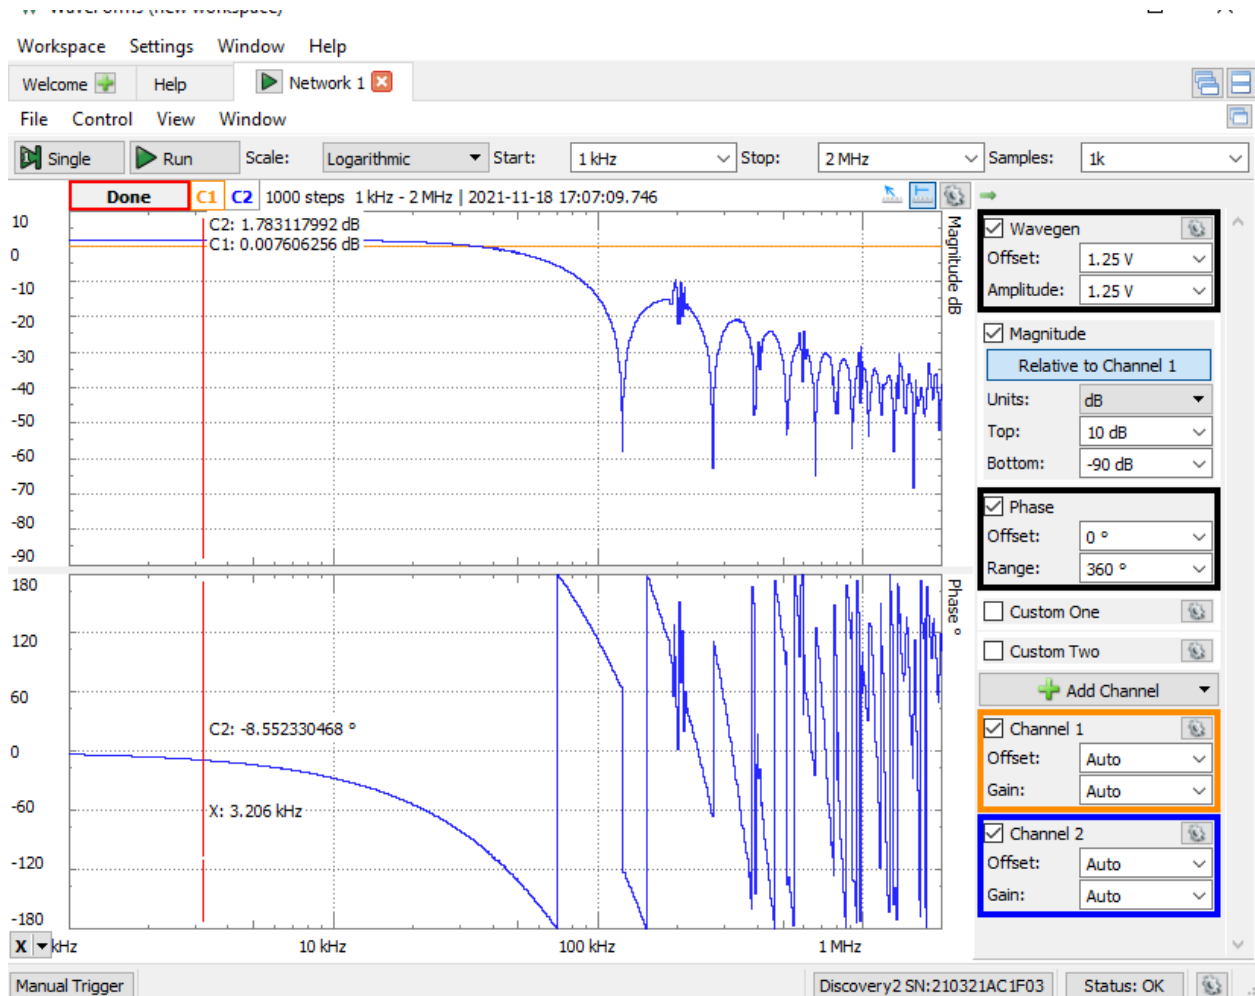 WaveForms (new workspace)
Workspace Settings Window Help
Welcome Help Network 1
File Control View Window
Single Run Scale: Logarithmic Start: 1 kHz Stop: 2 MHz Samples: 1k
Done C1 C2 1000 steps 1 kHz - 2 MHz | 2021-11-18 17:07:09.746
C2: 1.783117992 dB
C1: 0.007606256 dB
Magnitude dB
10
0
-10
-20
-30
-40
-50
-60
-70
-80
-90
180
120
60
0
-60
-120
-180
Phase °
C2: -8.552330468 °
X: 3.206 kHz
X kHz 10 kHz 100 kHz 1 MHz
Wavegen
Offset: 1.25 V
Amplitude: 1.25 V
Magnitude
Relative to Channel 1
Units: dB
Top: 10 dB
Bottom: -90 dB
Phase
Offset: 0 °
Range: 360 °
Custom One
Custom Two
Add Channel
Channel 1
Offset: Auto
Gain: Auto
Channel 2
Offset: Auto
Gain: Auto
Manual Trigger Discovery2 SN:210321AC1F03 Status: OK